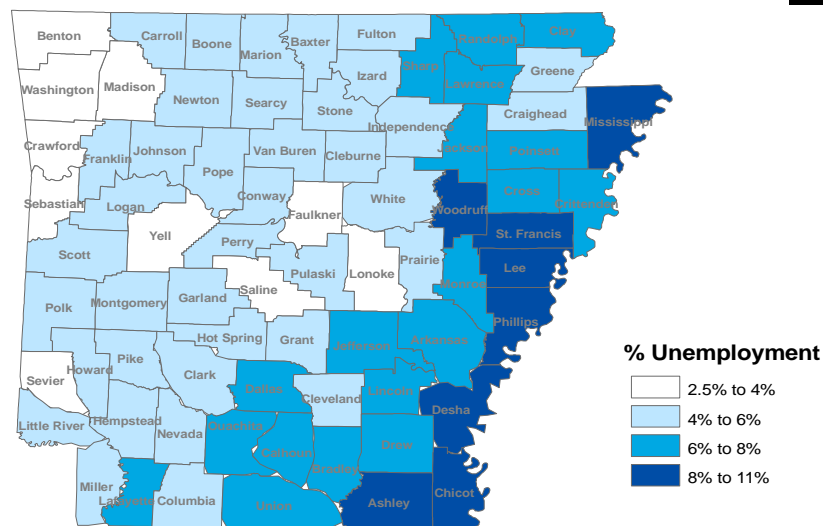 Benton
Carroll
Boone
Marion
Baxter
Fulton
Randolph
Clay
Washington
Madison
Newton
Searcy
Stone
Izard
Sharp
Lawrence
Greene
Independence
Craighead
Mississippi
Crawford
Franklin
Johnson
Pope
Van Buren
Cleburne
Jackson
Poinsett
Sebastian
Logan
Conway
Faulkner
White
Woodruff
Cross
Crittenden
Yell
Perry
St. Francis
Scott
Saline
Pulaski
Lonoke
Prairie
Monroe
Lee
Polk
Montgomery
Garland
Hot Spring
Grant
Jefferson
Arkansas
Phillips
Sevier
Howard
Pike
Clark
Dallas
Cleveland
Lincoln
Desha
Little River
Hempstead
Nevada
Ouachita
Calhoun
Bradley
Drew
Miller
Lafayette
Columbia
Union
Ashley
Chicot
% Unemployment
2.5% to 4%
4% to 6%
6% to 8%
8% to 11%